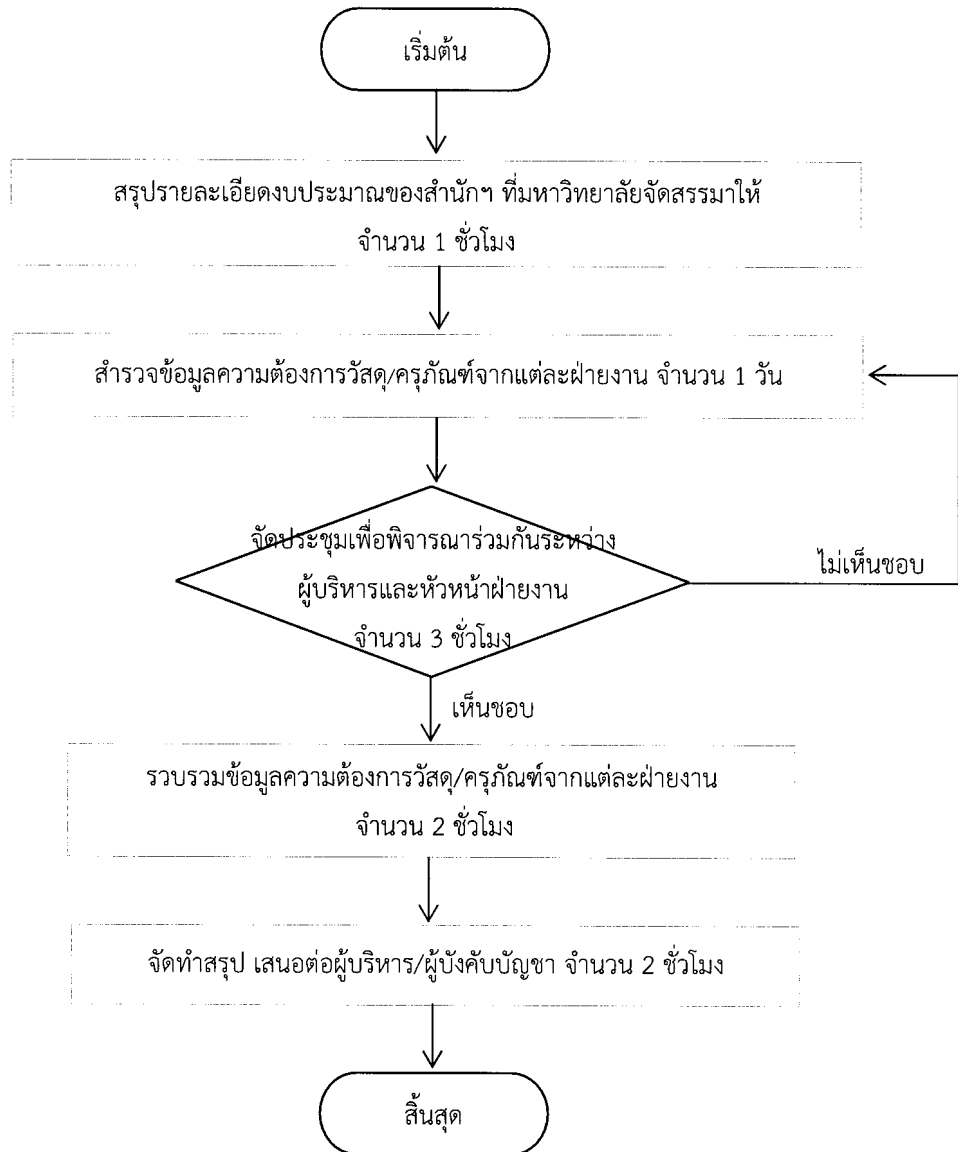 เริ่มต้น
สรุปรายละเอียดงบประมาณของสำนักฯ ที่มหาวิทยาลัยจัดสรรมาให้
จำนวน 1 ชั่วโมง
สำรวจข้อมูลความต้องการวัสดุ/ครุภัณฑ์จากแต่ละฝ่ายงาน จำนวน 1 วัน
จัดประชุมเพื่อพิจารณาร่วมกันระหว่าง
ผู้บริหารและหัวหน้าฝ่ายงาน
จำนวน 3 ชั่วโมง
ไม่เห็นชอบ
เห็นชอบ
รวบรวมข้อมูลความต้องการวัสดุ/ครุภัณฑ์จากแต่ละฝ่ายงาน
จำนวน 2 ชั่วโมง
จัดทำสรุป เสนอต่อผู้บริหาร/ผู้บังคับบัญชา จำนวน 2 ชั่วโมง
สิ้นสุด